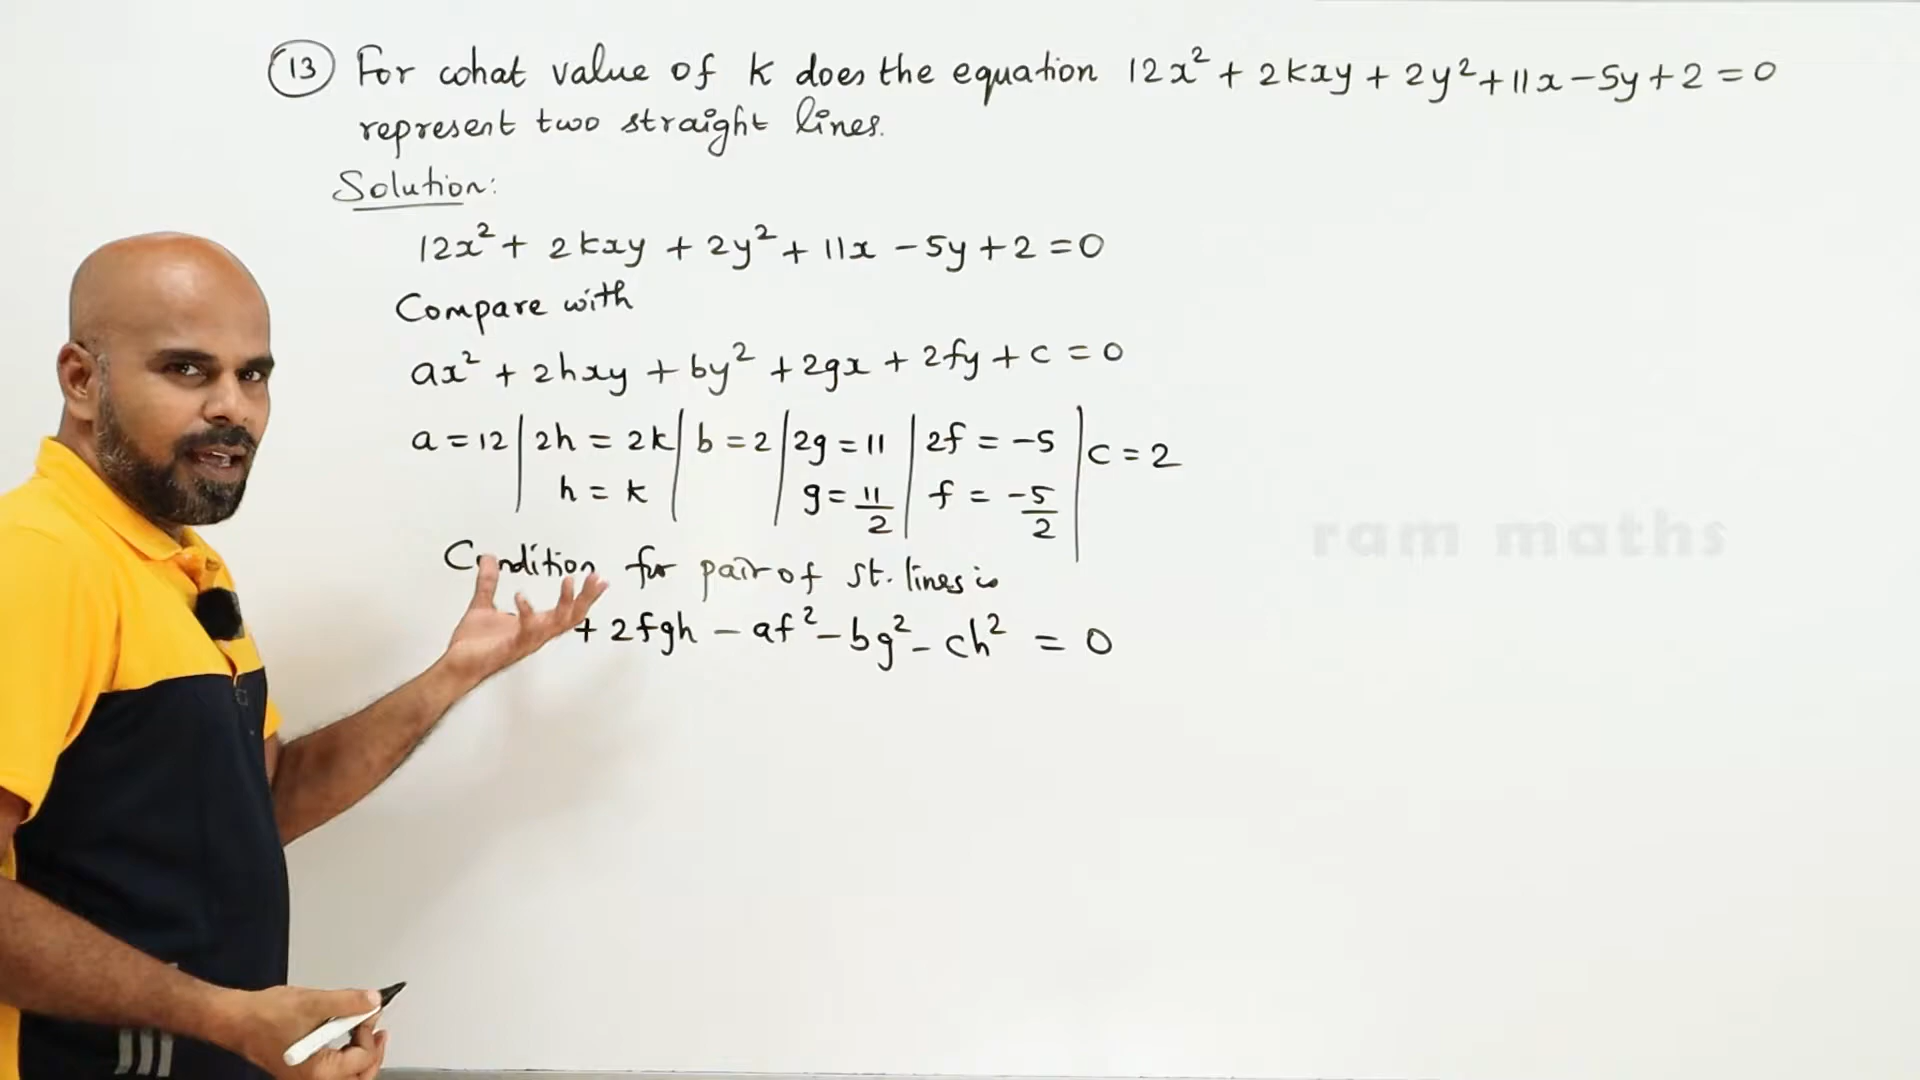 (13) For what value of k does the equation 12x² + 2kxy + 2y² + 11x - 5y + 2 = 0
represent two straight lines.
Solution:
12x² + 2kxy + 2y² + 11x - 5y + 2 = 0
Compare with
ax² + 2hxy + by² + 2gx + 2fy + c = 0
a = 12 | 2h = 2k | b = 2 | 2g = 11 | 2f = -5 | c = 2
h = k | g = 11/2 | f = -5/2
Condition for pair of st. lines is
+ 2fgh - af² - bg² - ch² = 0
ram maths